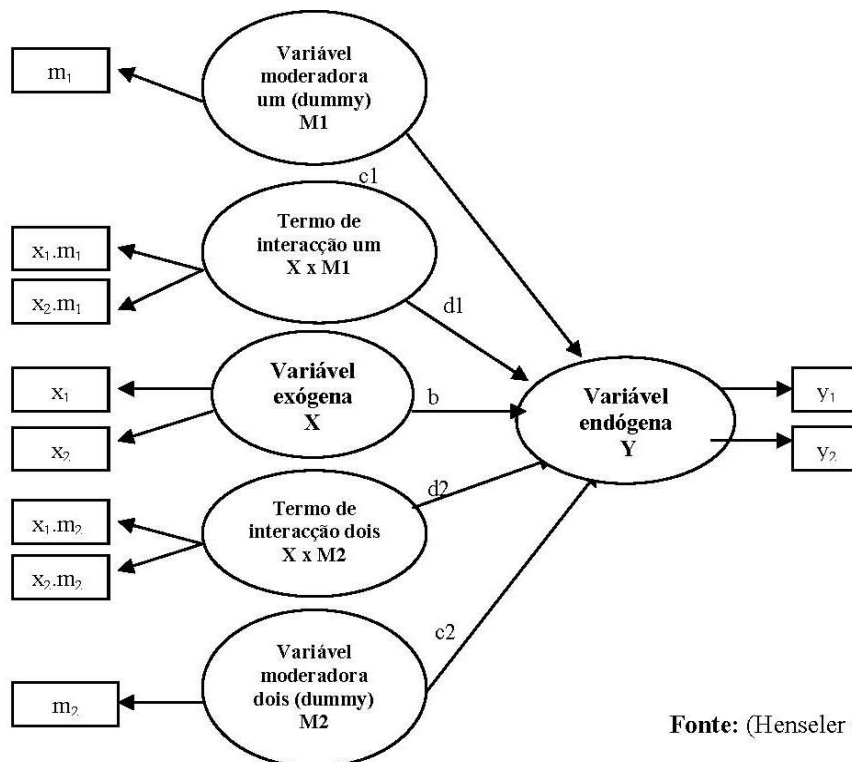 Variável
moderadora
um (dummy)
M1
m₁
c1
Termo de
interacção um
X x M1
x₁.m₁
x₂.m₁
d1
Variável
exógena
X
x₁
x₂
b
Variável
endógena
Y
y₁
y₂
Termo de
interacção dois
X x M2
x₁.m₂
x₂.m₂
d2
Variável
moderadora
dois (dummy)
M2
m₂
c2
Fonte: (Henseler